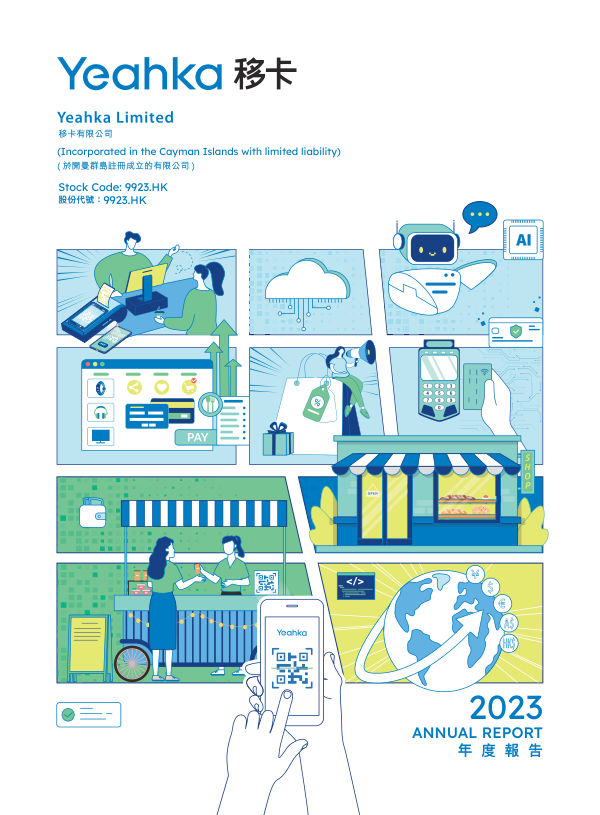 Yeahka 移卡
Yeahka Limited
移卡有限公司
(Incorporated in the Cayman Islands with limited liability)
(於開曼群島註冊成立的有限公司)
Stock Code: 9923.HK
股份代號：9923.HK
AI
%
PAY
SHOP
OPEN
</>
¥
$
€
A$
HK$
Yeahka
2023
ANNUAL REPORT
年度報告